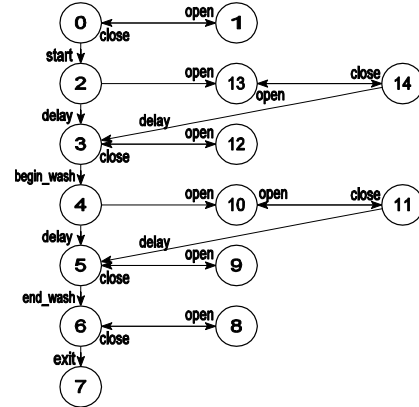 open
0 1
close
start
open close
2 13 14
open
delay delay
open
3 12
close
begin_wash
open open close
4 10 11
delay delay
open
5 9
close
end_wash
open
6 8
close
exit
7